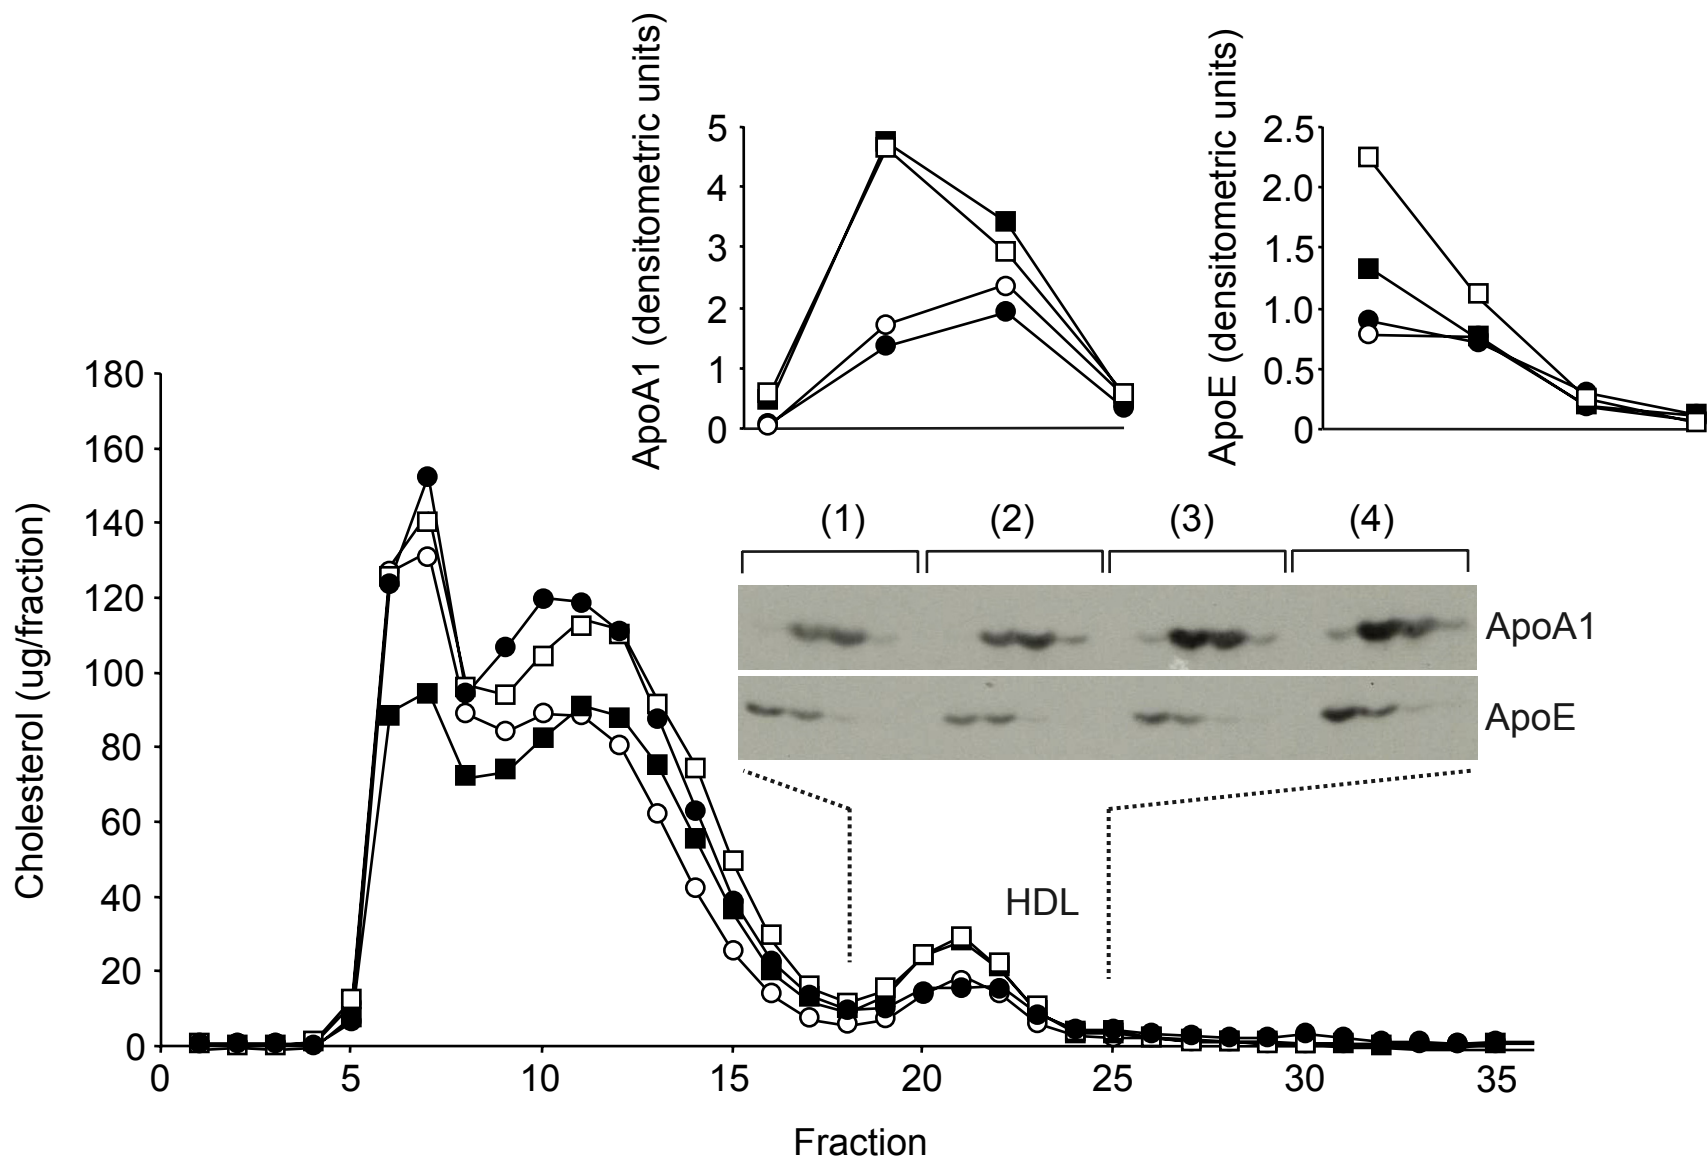 ApoA1 (densitometric units)
5
4
3
2
1
0
ApoE (densitometric units)
2.5
2.0
1.5
1.0
0.5
0
Cholesterol (ug/fraction)
180
160
140
120
100
80
60
40
20
0
(1) (2) (3) (4)
ApoA1
ApoE
HDL
0 5 10 15 20 25 30 35
Fraction